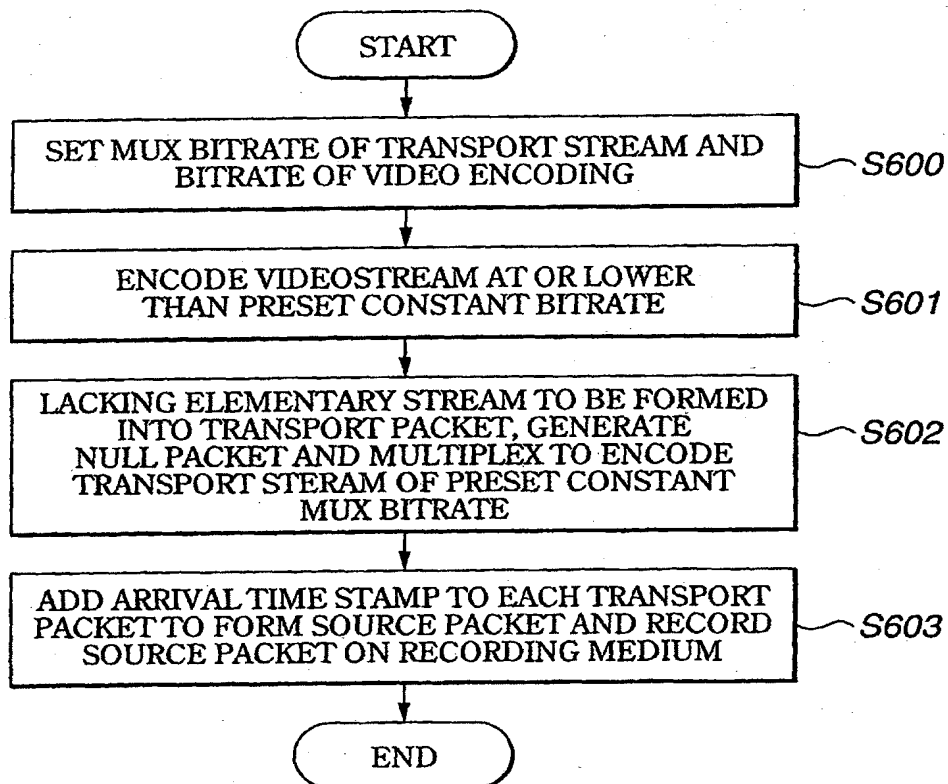 START
SET MUX BITRATE OF TRANSPORT STREAM AND
BITRATE OF VIDEO ENCODING
S600
ENCODE VIDEOSTREAM AT OR LOWER
THAN PRESET CONSTANT BITRATE
S601
LACKING ELEMENTARY STREAM TO BE FORMED
INTO TRANSPORT PACKET, GENERATE
NULL PACKET AND MULTIPLEX TO ENCODE
TRANSPORT STERAM OF PRESET CONSTANT
MUX BITRATE
S602
ADD ARRIVAL TIME STAMP TO EACH TRANSPORT
PACKET TO FORM SOURCE PACKET AND RECORD
SOURCE PACKET ON RECORDING MEDIUM
S603
END